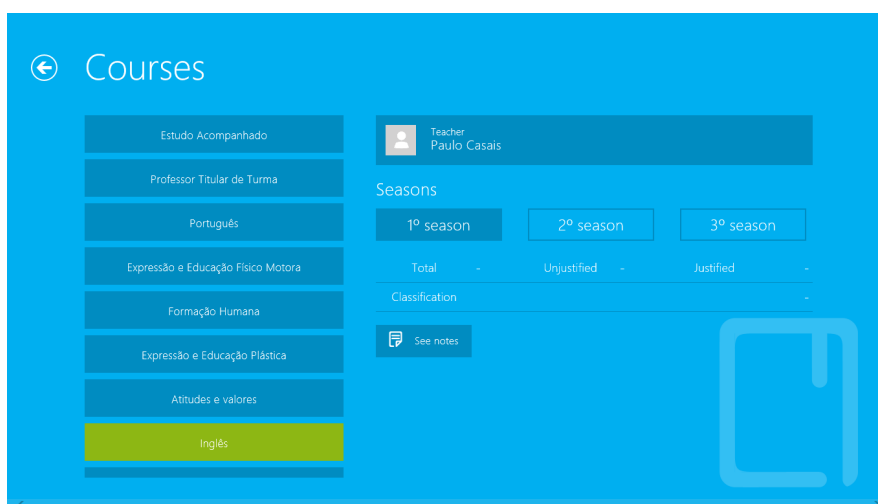 Courses
Estudo Acompanhado
Professor Titular de Turma
Português
Expressão e Educação Físico Motora
Formação Humana
Expressão e Educação Plástica
Atitudes e valores
Inglês
Teacher
Paulo Casais
Seasons
1º season 2º season 3º season
Total - Unjustified - Justified -
Classification -
See notes